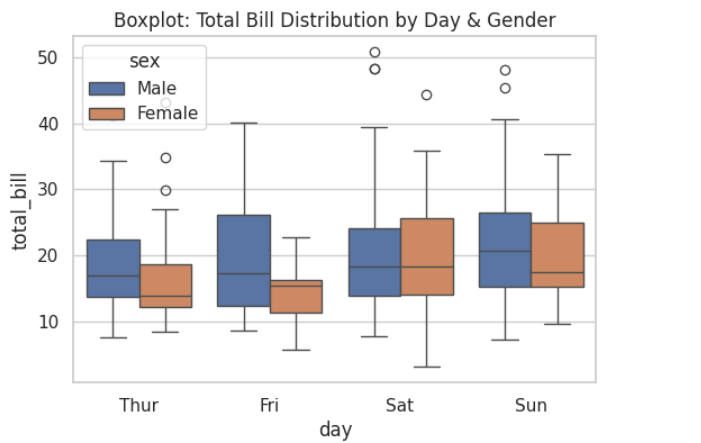 Boxplot: Total Bill Distribution by Day & Gender
sex
Male
Female
total_bill
50
40
30
20
10
Thur
Fri
Sat
Sun
day